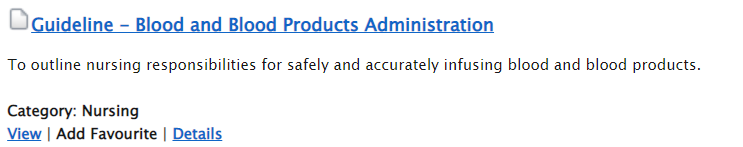 Guideline – Blood and Blood Products Administration
To outline nursing responsibilities for safely and accurately infusing blood and blood products.
Category: Nursing
View | Add Favourite | Details